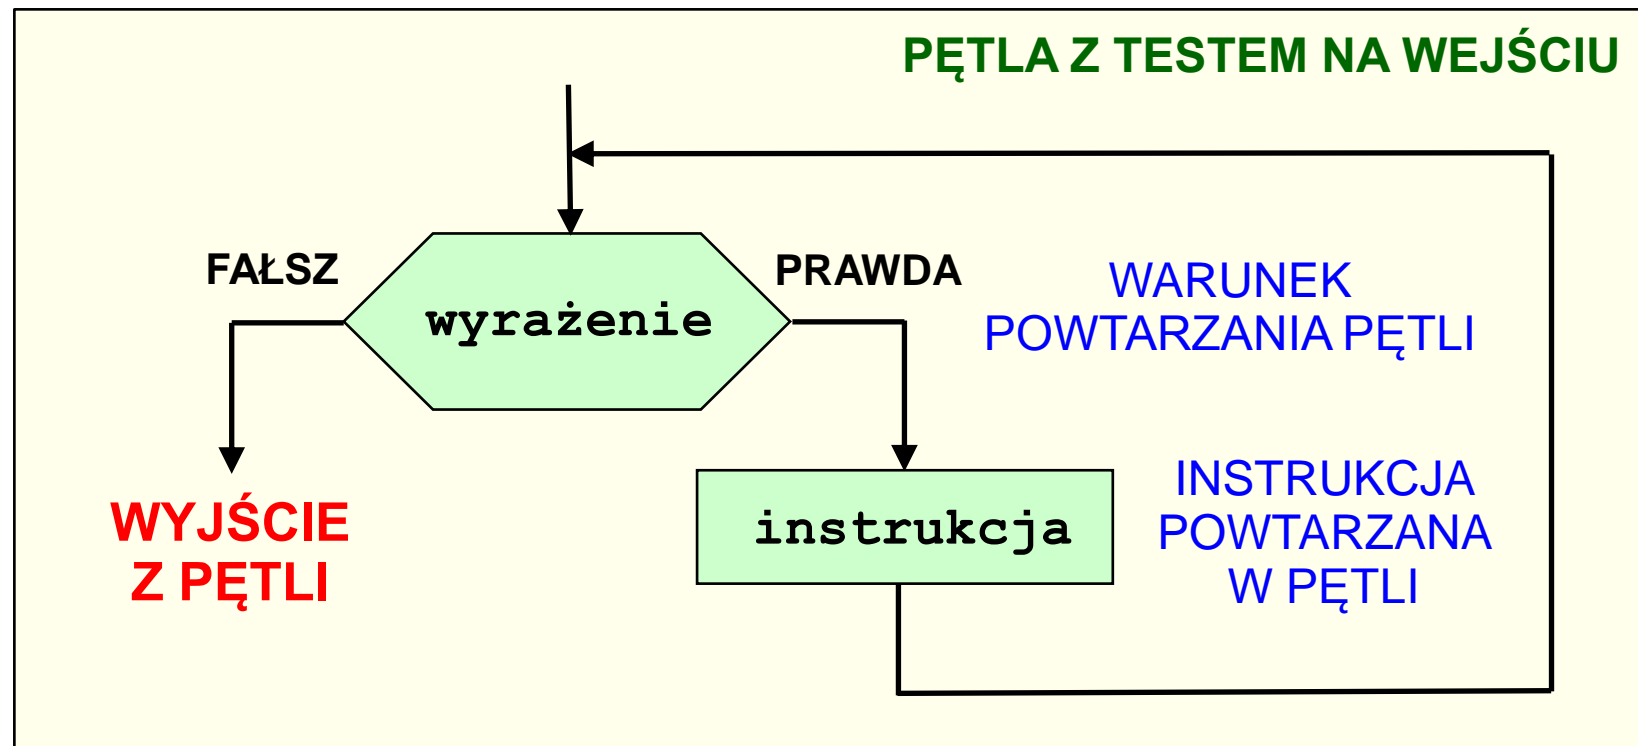 PĘTLA Z TESTEM NA WEJŚCIU
FAŁSZ
PRAWDA
wyrażenie
WARUNEK
POWTARZANIA PĘTLI
WYJŚCIE
Z PĘTLI
instrukcja
INSTRUKCJA
POWTARZANA
W PĘTLI